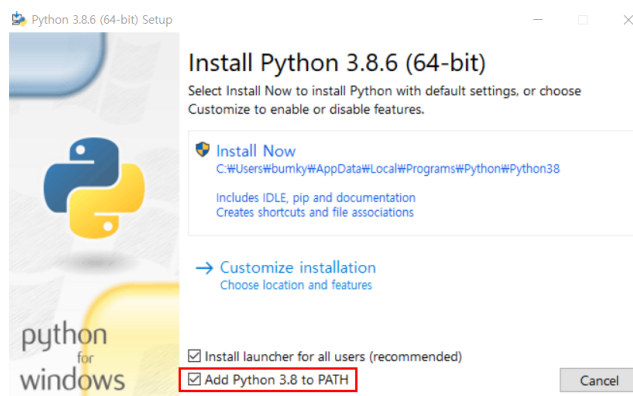 Python 3.8.6 (64-bit) Setup
Install Python 3.8.6 (64-bit)
Select Install Now to install Python with default settings, or choose
Customize to enable or disable features.
Install Now
C:₩Users₩bumky₩AppData₩Local₩Programs₩Python₩Python38
Includes IDLE, pip and documentation
Creates shortcuts and file associations
Customize installation
Choose location and features
python
for
windows
Install launcher for all users (recommended)
Add Python 3.8 to PATH
Cancel